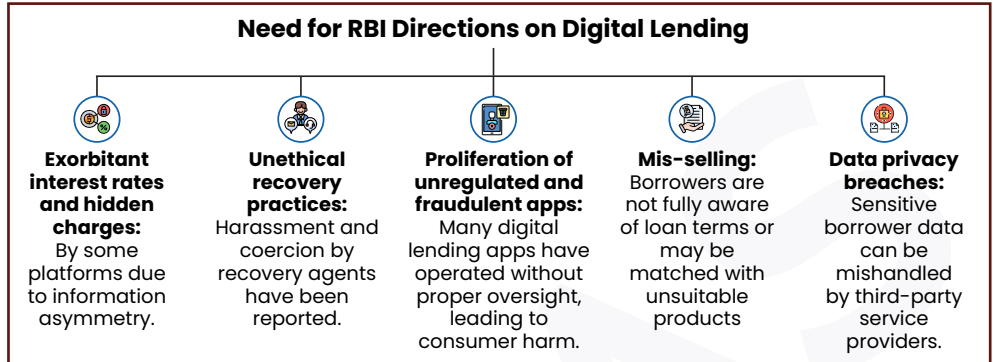 Need for RBI Directions on Digital Lending
Exorbitant
interest rates
and hidden
charges:
By some
platforms due
to information
asymmetry.
Unethical
recovery
practices:
Harassment and
coercion by
recovery agents
have been
reported.
Proliferation of
unregulated and
fraudulent apps:
Many digital
lending apps have
operated without
proper oversight,
leading to
consumer harm.
Mis-selling:
Borrowers are
not fully aware
of loan terms or
may be
matched with
unsuitable
products
Data privacy
breaches:
Sensitive
borrower data
can be
mishandled
by third-party
service
providers.